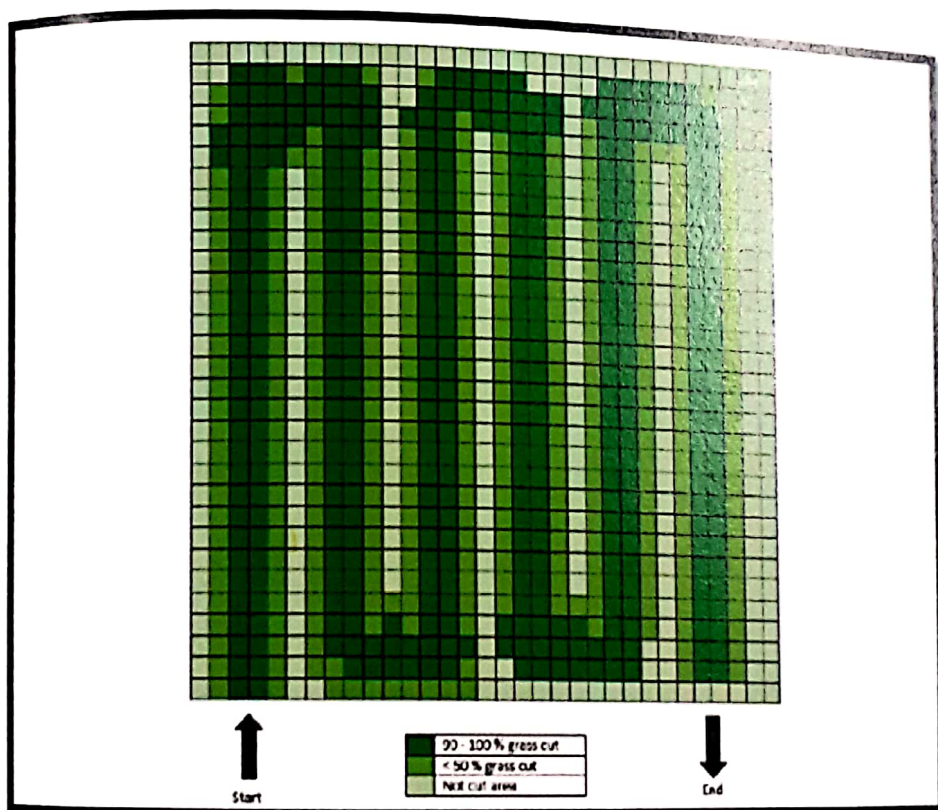 90 - 100 % grass cut
< 50 % grass cut
Not cut area
Start
End